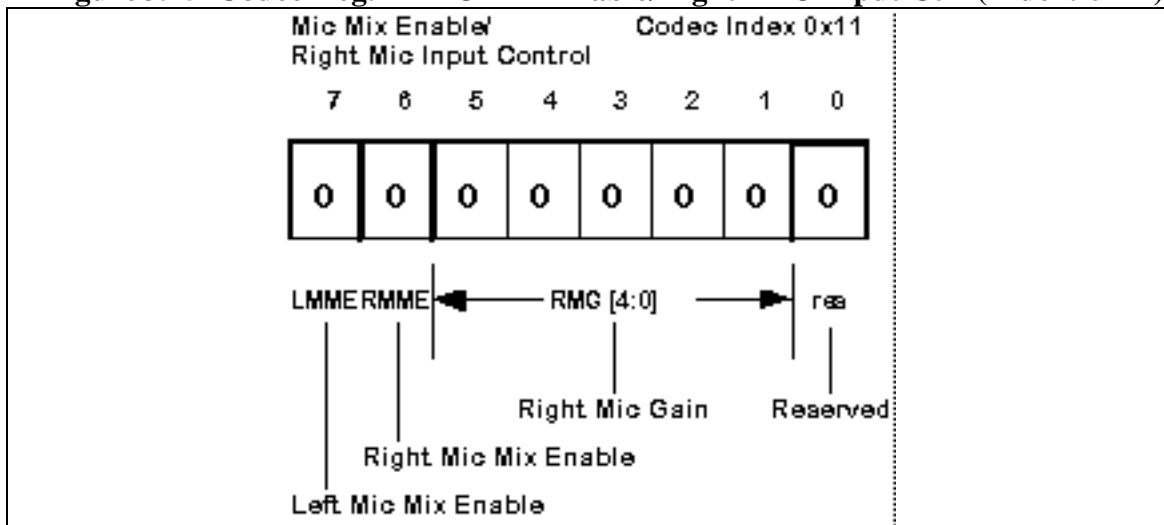 Mic Mix Enable/ Codec Index 0x11
Right Mic Input Control
7 6 5 4 3 2 1 0
0 0 0 0 0 0 0 0
LMME RMME RMG [4:0] res
Right Mic Gain Reserved
Right Mic Mix Enable
Left Mic Mix Enable